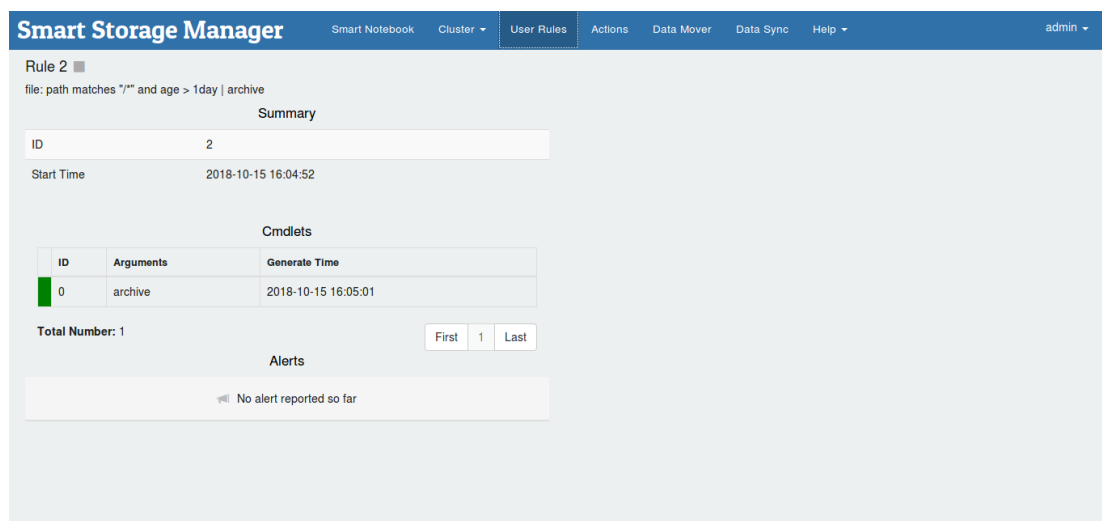 Smart Storage Manager Smart Notebook Cluster User Rules Actions Data Mover Data Sync Help admin
Rule 2
file: path matches "/*" and age > 1day | archive
Summary
ID 2
Start Time 2018-10-15 16:04:52
Cmdlets
ID Arguments Generate Time
0 archive 2018-10-15 16:05:01
Total Number: 1 First 1 Last
Alerts
No alert reported so far